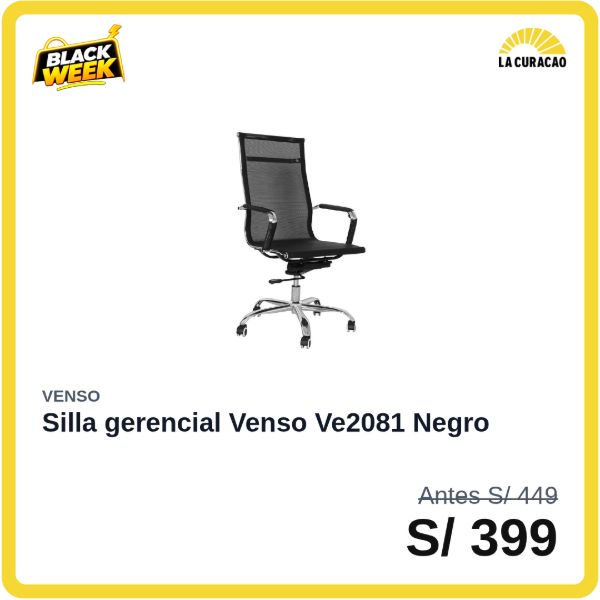 BLACK
WEEK
LA CURACAO
VENSO
Silla gerencial Venso Ve2081 Negro
Antes S/ 449
S/ 399